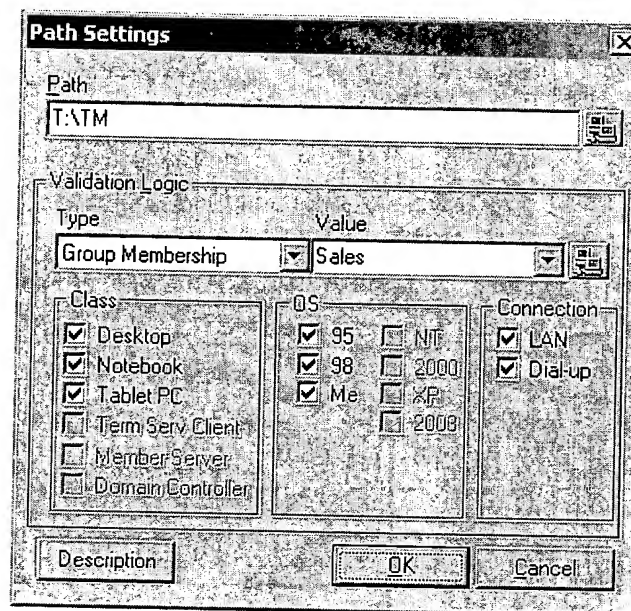 Path Settings
Path
T:\TM
Validation Logic
Type Value
Group Membership Sales
Class OS Connection
Desktop 95 NT LAN
Notebook 98 2000 Dial-up
Tablet PC Me XP
Term Serv Client 2003
Member Server
Domain Controller
Description OK Cancel